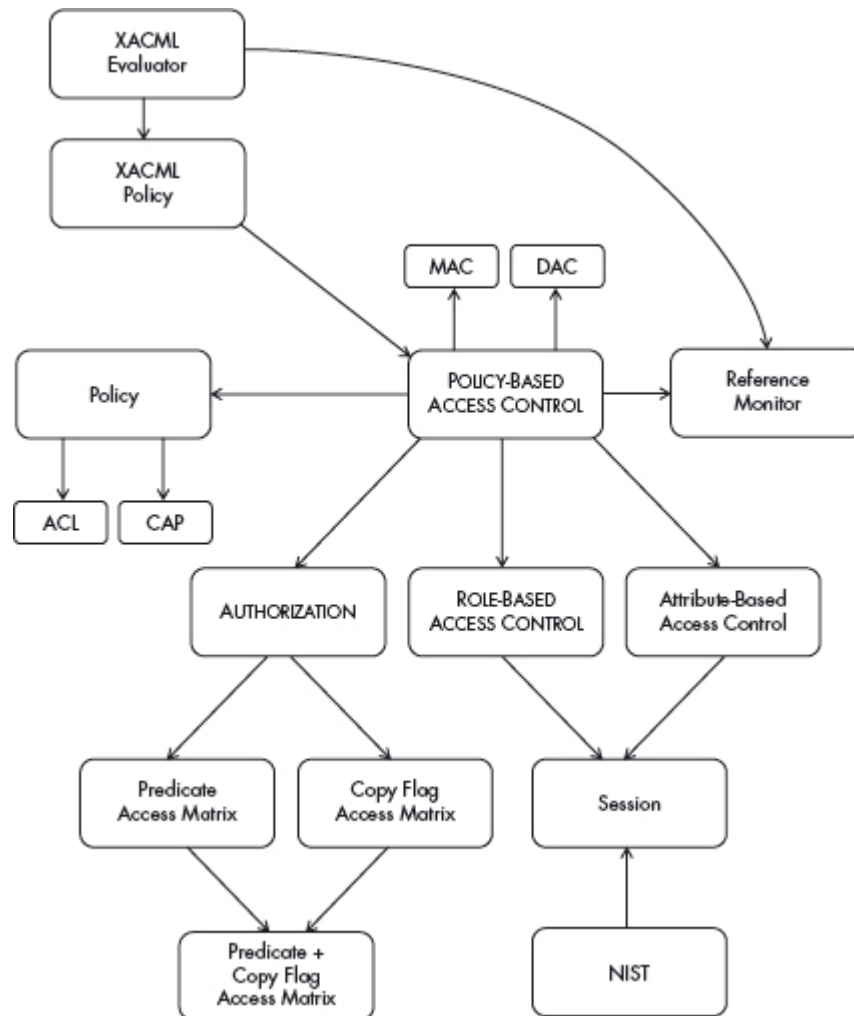 XACML
Evaluator
XACML
Policy
MAC
DAC
Policy
POLICY-BASED
ACCESS CONTROL
Reference
Monitor
ACL
CAP
AUTHORIZATION
ROLE-BASED
ACCESS CONTROL
Attribute-Based
Access Control
Predicate
Access Matrix
Copy Flag
Access Matrix
Session
Predicate +
Copy Flag
Access Matrix
NIST